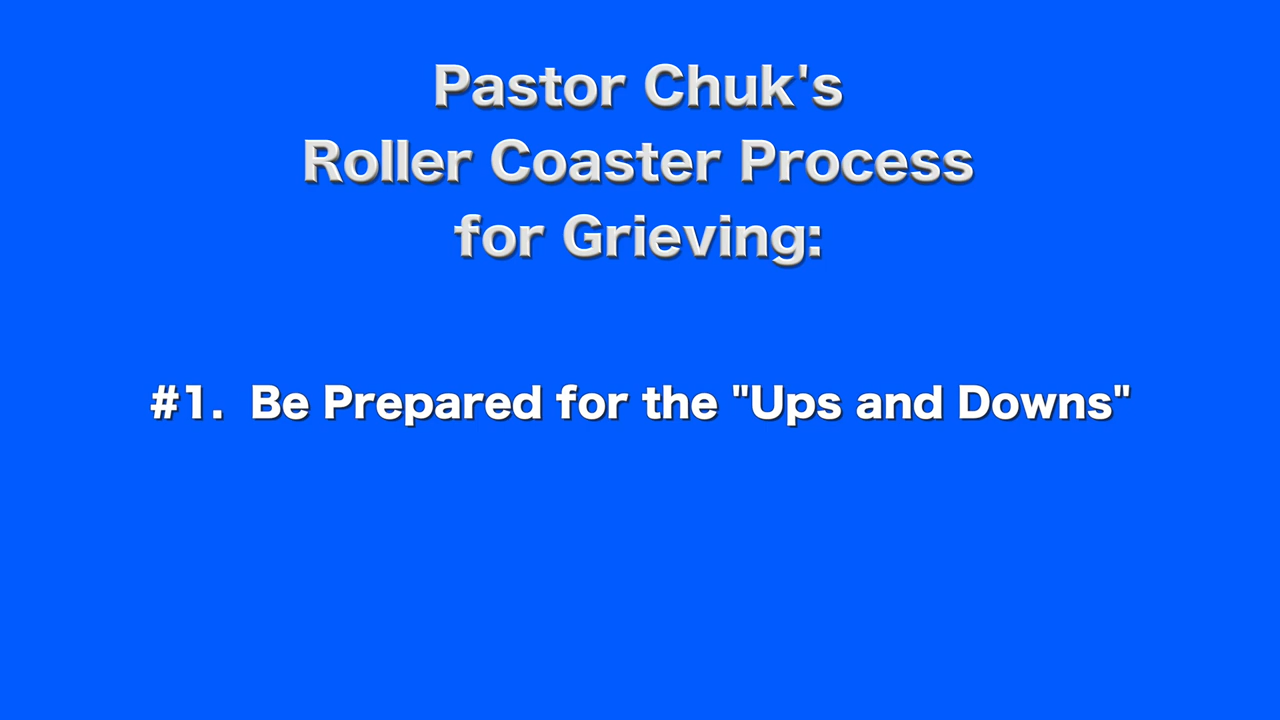 Pastor Chuk's
Roller Coaster Process
for Grieving:
#1.  Be Prepared for the "Ups and Downs"